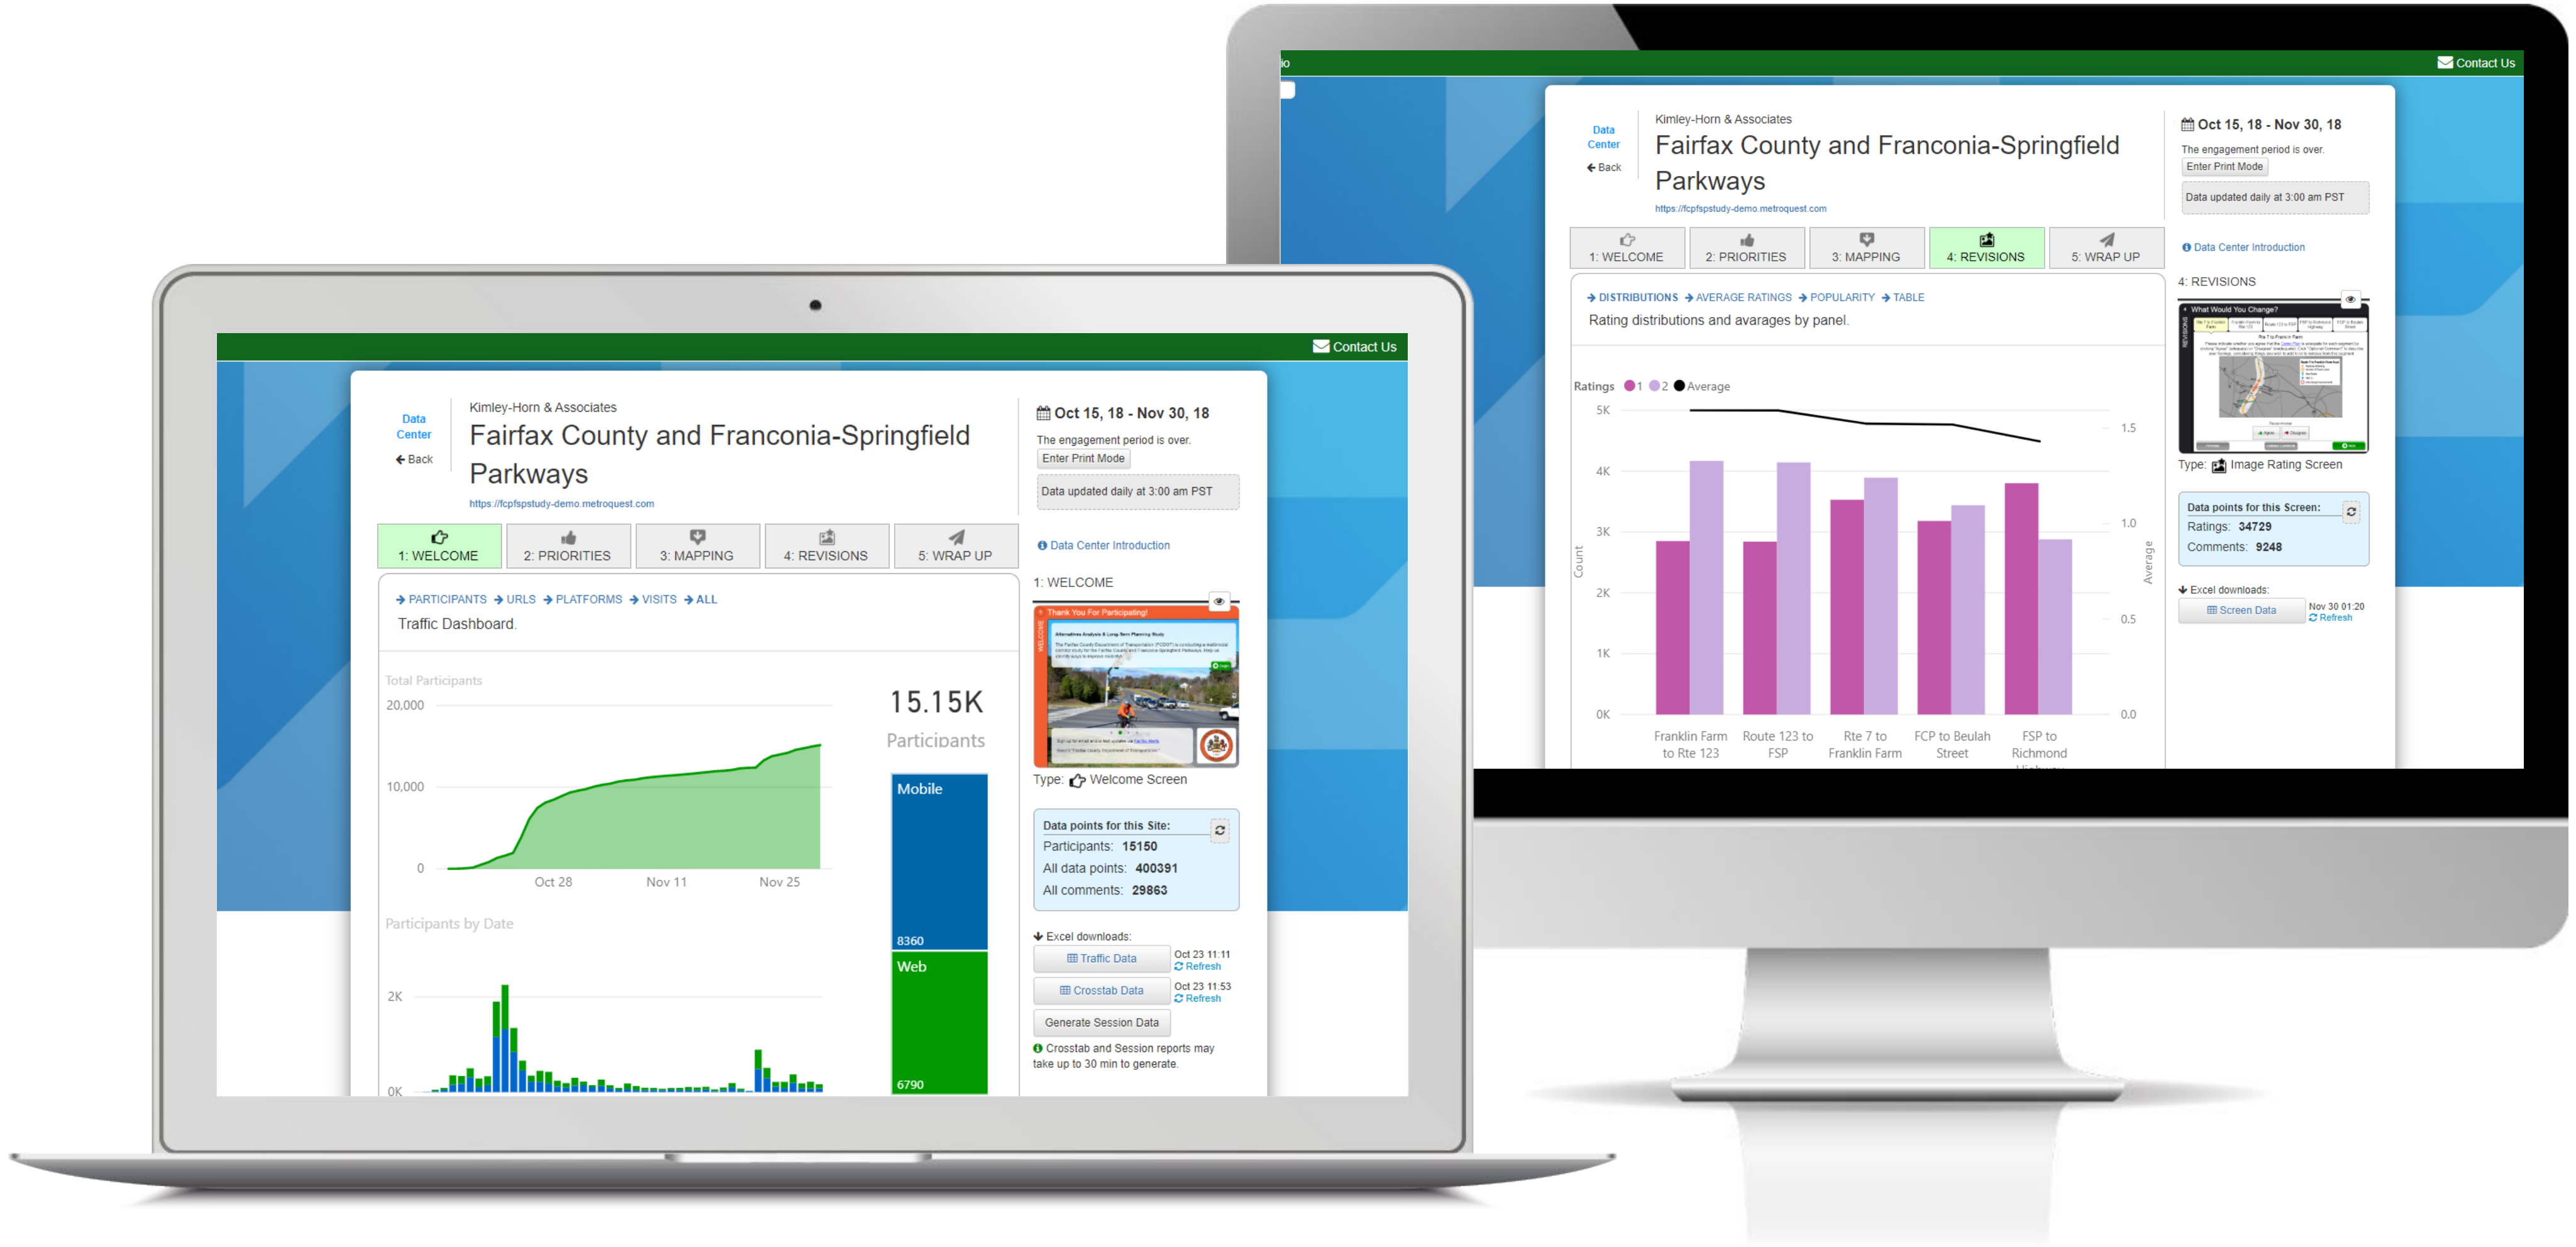 Contact Us
Data
Center
Back
Kimley-Horn & Associates
Fairfax County and Franconia-Springfield
Parkways
https://fcpfspstudy-demo.metroquest.com
Oct 15, 18 - Nov 30, 18
The engagement period is over.
Enter Print Mode
Data updated daily at 3:00 am PST
1: WELCOME
2: PRIORITIES
3: MAPPING
4: REVISIONS
5: WRAP UP
Data Center Introduction
PARTICIPANTS URLS PLATFORMS VISITS ALL
Traffic Dashboard.
Total Participants
20,000
10,000
0
Oct 28
Nov 11
Nov 25
15.15K
Participants
Mobile
8360
Web
6790
Participants by Date
2K
0K
1: WELCOME
Thank You For Participating!
WELCOME
Alternatives Analysis & Long-Term Planning Study
Type: Welcome Screen
Data points for this Site:
Participants: 15150
All data points: 400391
All comments: 29863
Excel downloads:
Traffic Data
Oct 23 11:11
Refresh
Crosstab Data
Oct 23 11:53
Refresh
Generate Session Data
Crosstab and Session reports may
take up to 30 min to generate.
io
Contact Us
Data
Center
Back
Kimley-Horn & Associates
Fairfax County and Franconia-Springfield
Parkways
https://fcpfspstudy-demo.metroquest.com
Oct 15, 18 - Nov 30, 18
The engagement period is over.
Enter Print Mode
Data updated daily at 3:00 am PST
1: WELCOME
2: PRIORITIES
3: MAPPING
4: REVISIONS
5: WRAP UP
Data Center Introduction
DISTRIBUTIONS AVERAGE RATINGS POPULARITY TABLE
Rating distributions and avarages by panel.
Ratings 1 2 Average
5K
4K
3K
2K
1K
0K
Count
1.5
1.0
0.5
0.0
Average
Franklin Farm
to Rte 123
Route 123 to
FSP
Rte 7 to
Franklin Farm
FCP to Beulah
Street
FSP to
Richmond
Highway
4: REVISIONS
What Would You Change?
REVISIONS
Type: Image Rating Screen
Data points for this Screen:
Ratings: 34729
Comments: 9248
Excel downloads:
Screen Data
Nov 30 01:20
Refresh